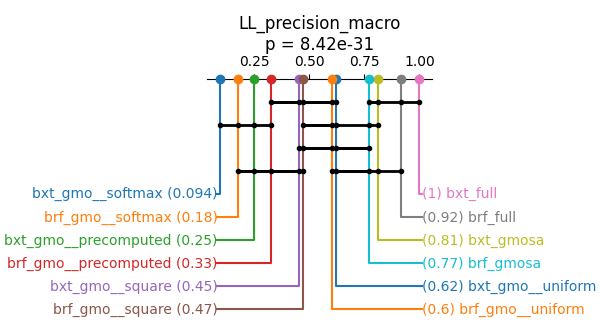 LL_precision_macro
p = 8.42e-31
0.25 0.50 0.75 1.00
bxt_gmo__softmax (0.094) (1) bxt_full
brf_gmo__softmax (0.18) (0.92) brf_full
bxt_gmo__precomputed (0.25) (0.81) bxt_gmosa
brf_gmo__precomputed (0.33) (0.77) brf_gmosa
bxt_gmo__square (0.45) (0.62) bxt_gmo__uniform
brf_gmo__square (0.47) (0.6) brf_gmo__uniform